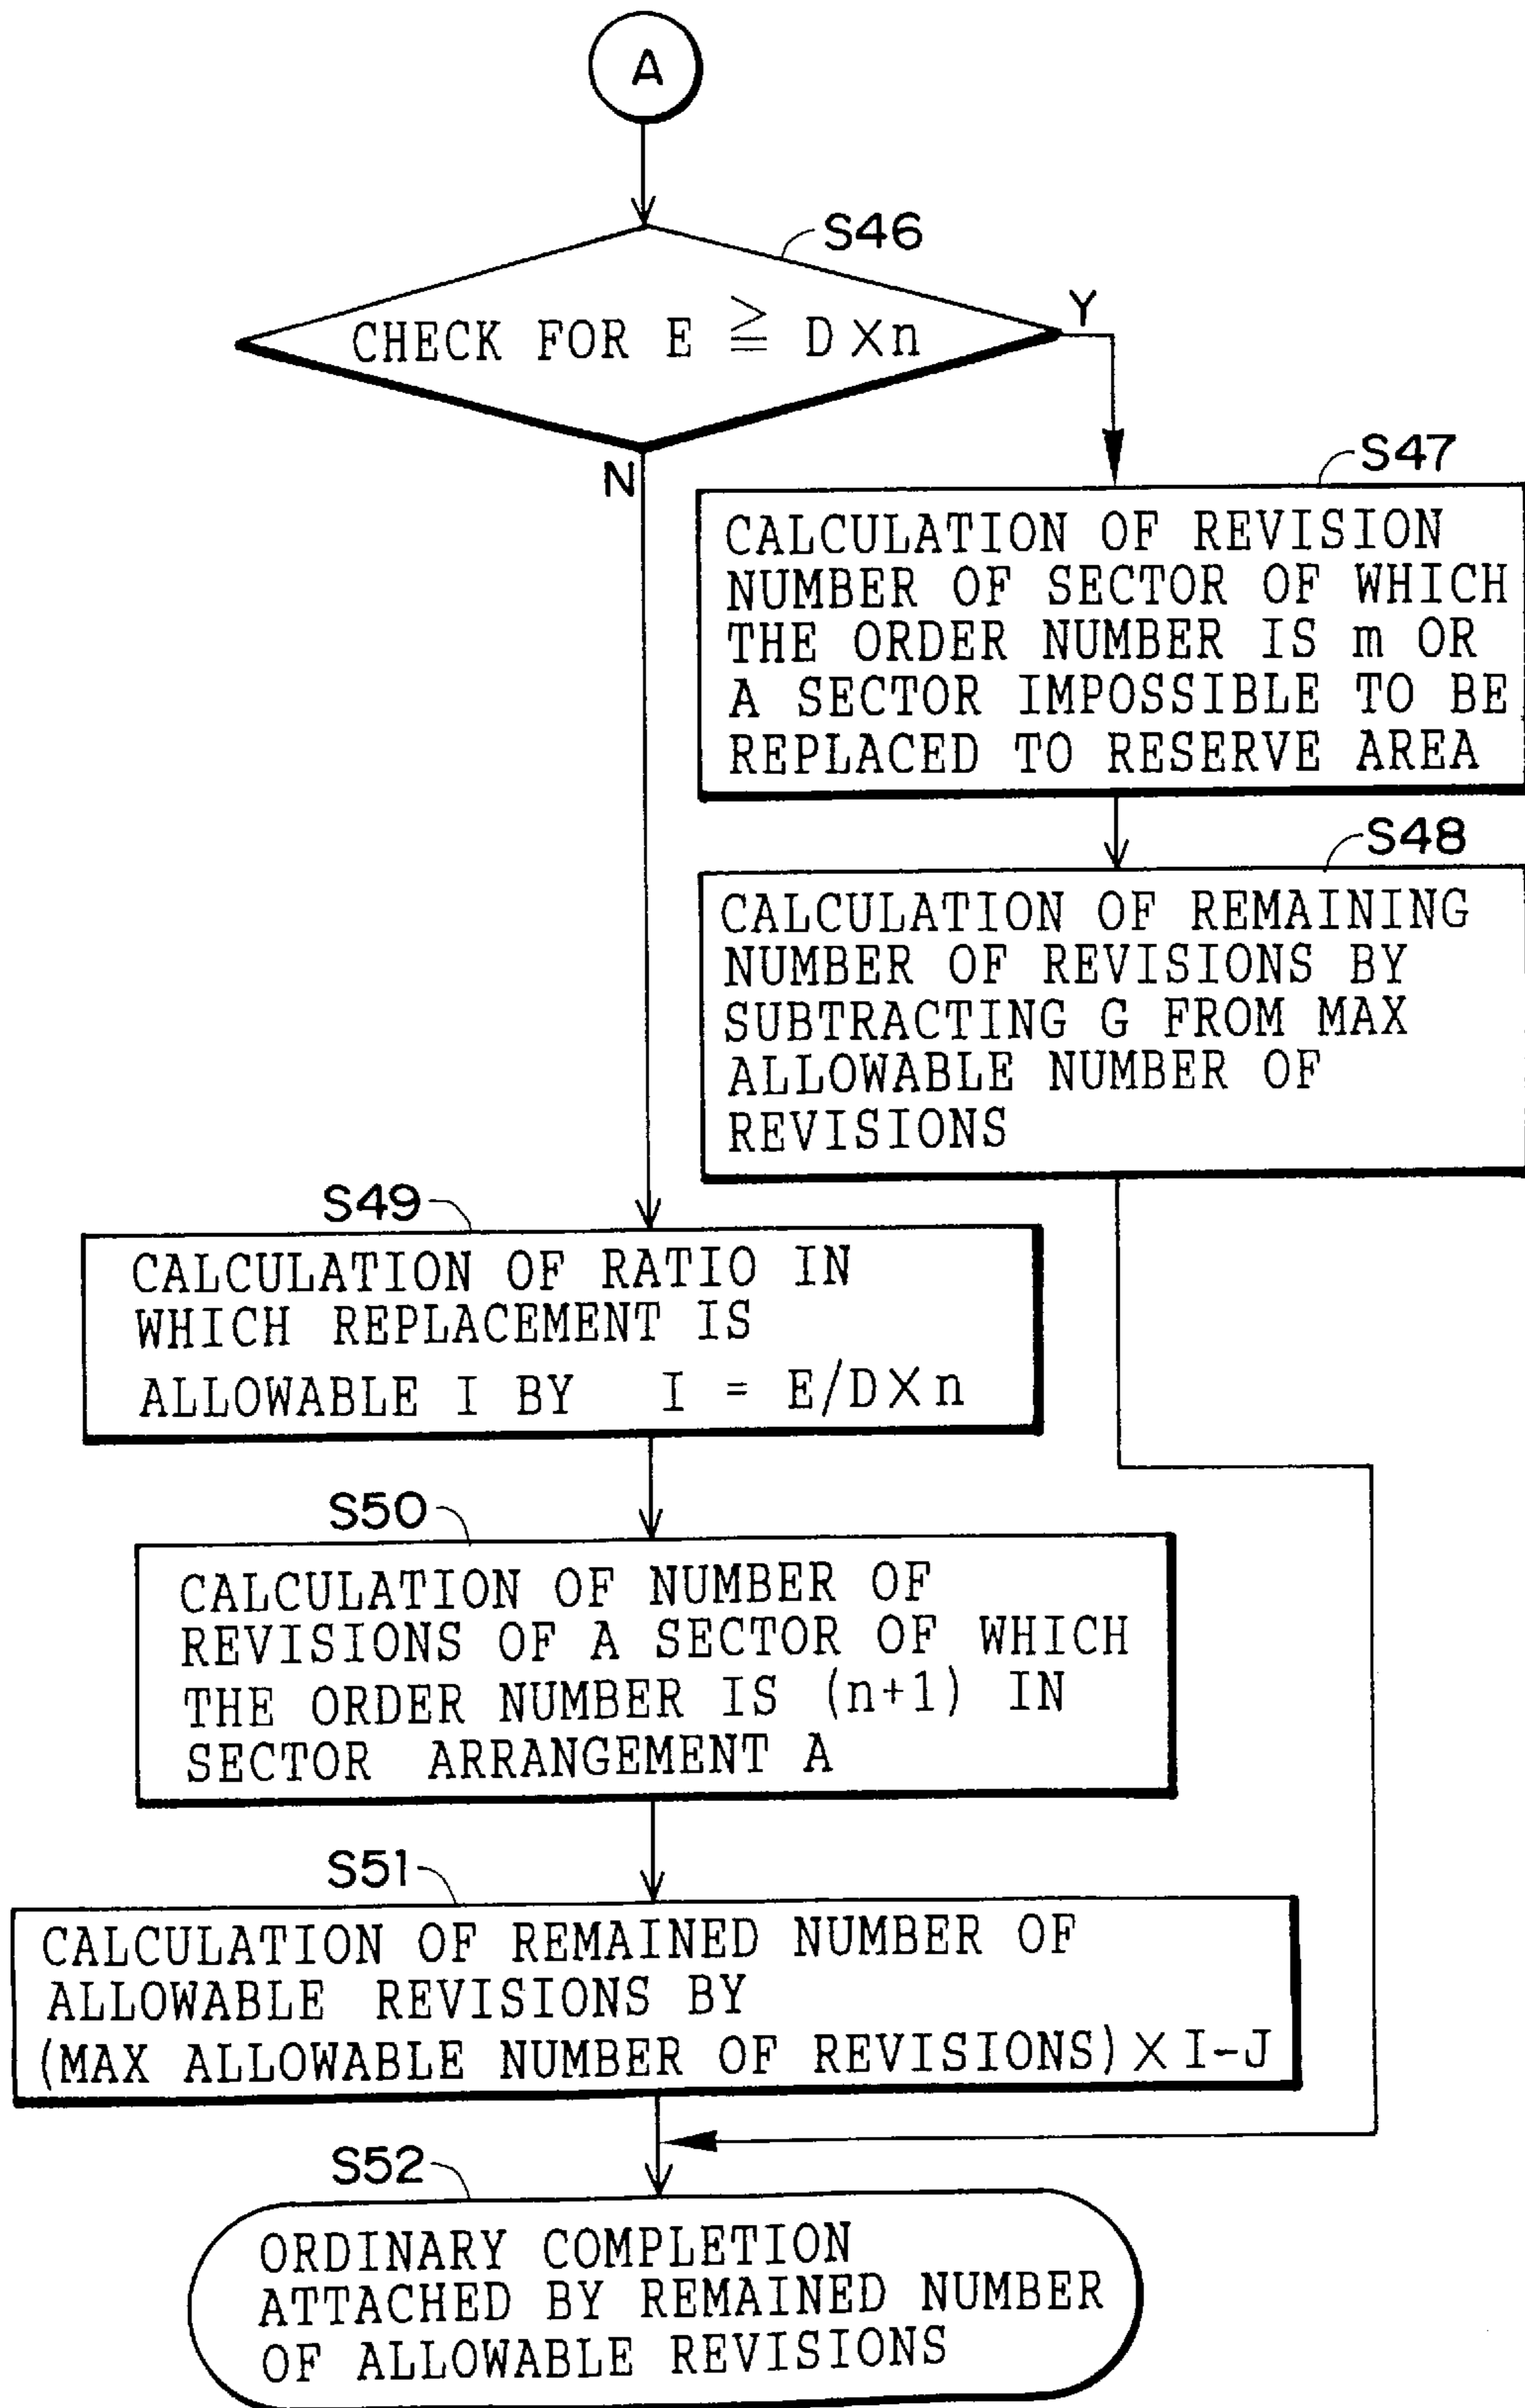 A
S46
CHECK FOR E ≧ D×n
Y
N
S47
CALCULATION OF REVISION
NUMBER OF SECTOR OF WHICH
THE ORDER NUMBER IS m OR
A SECTOR IMPOSSIBLE TO BE
REPLACED TO RESERVE AREA
S48
CALCULATION OF REMAINING
NUMBER OF REVISIONS BY
SUBTRACTING G FROM MAX
ALLOWABLE NUMBER OF
REVISIONS
S49
CALCULATION OF RATIO IN
WHICH REPLACEMENT IS
ALLOWABLE I BY I = E/D×n
S50
CALCULATION OF NUMBER OF
REVISIONS OF A SECTOR OF WHICH
THE ORDER NUMBER IS (n+1) IN
SECTOR ARRANGEMENT A
S51
CALCULATION OF REMAINED NUMBER OF
ALLOWABLE REVISIONS BY
(MAX ALLOWABLE NUMBER OF REVISIONS)×I-J
S52
ORDINARY COMPLETION
ATTACHED BY REMAINED NUMBER
OF ALLOWABLE REVISIONS